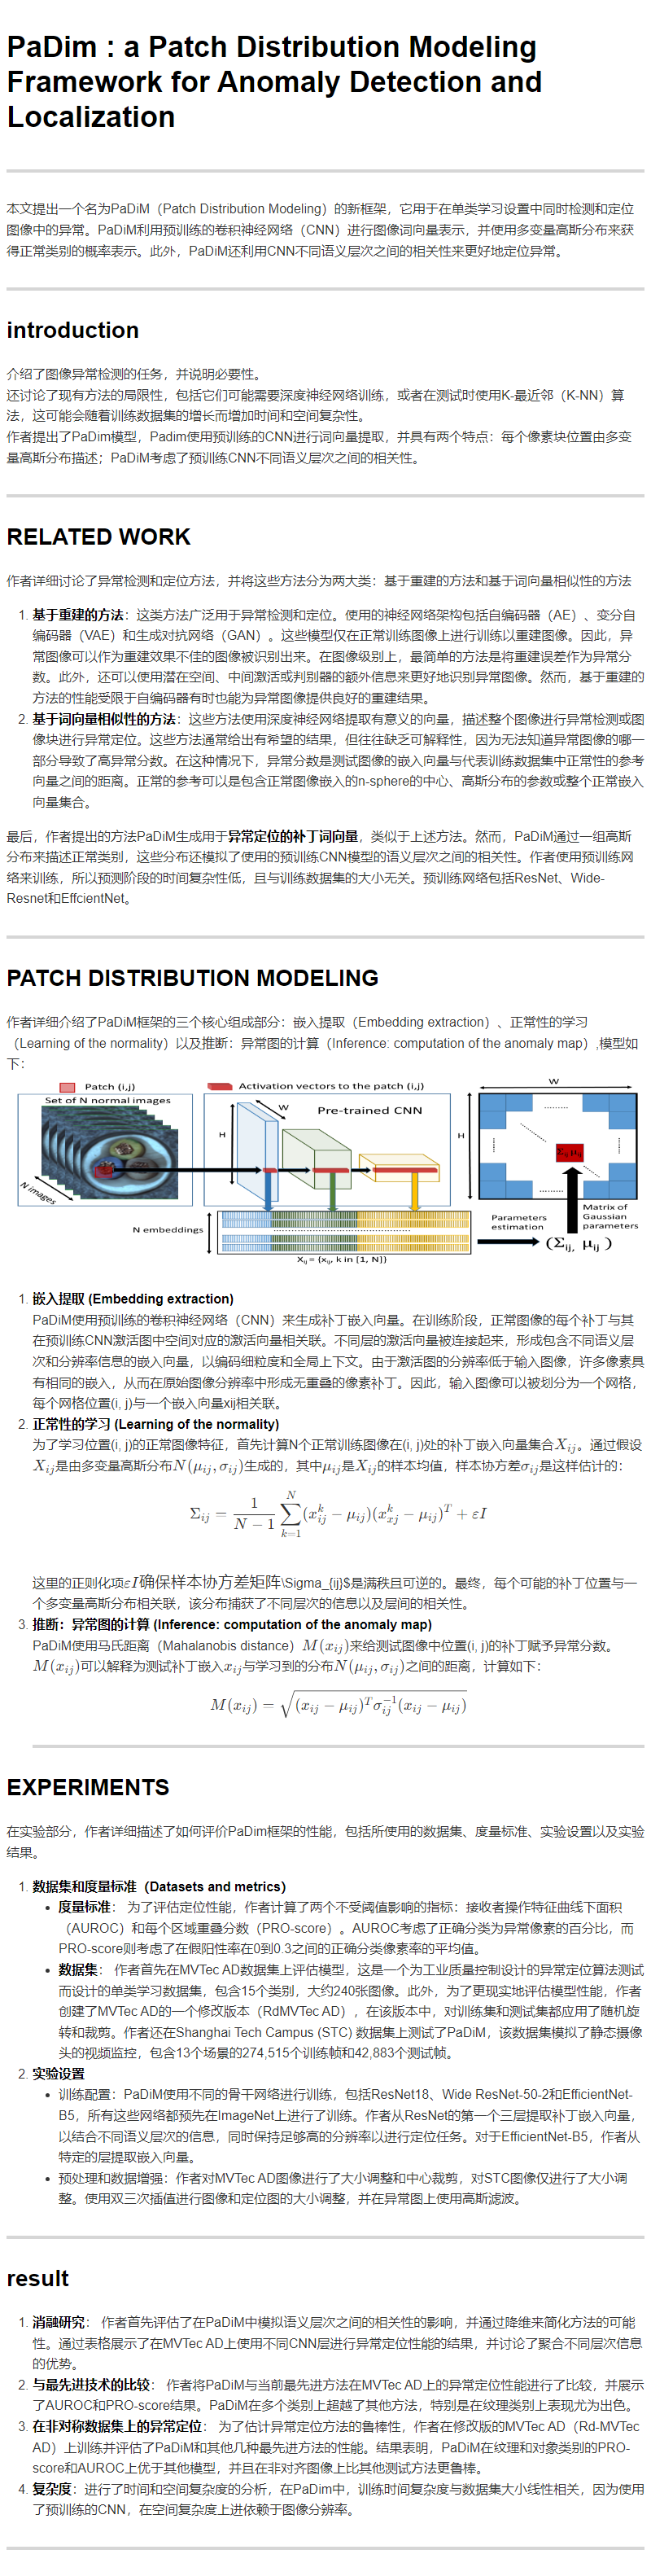 PaDim : a Patch Distribution Modeling
Framework for Anomaly Detection and
Localization
本文提出一个名为PaDiM（Patch Distribution Modeling）的新框架，它用于在单类学习设置中同时检测和定位
图像中的异常。PaDiM利用预训练的卷积神经网络（CNN）进行图像词向量表示，并使用多变量高斯分布来获
得正常类别的概率表示。此外，PaDiM还利用CNN不同语义层次之间的相关性来更好地定位异常。
introduction
介绍了图像异常检测的任务，并说明必要性。
还讨论了现有方法的局限性，包括它们可能需要深度神经网络训练，或者在测试时使用K-最近邻（K-NN）算
法，这可能会随着训练数据集的增长而增加时间和空间复杂性。
作者提出了PaDim模型，Padim使用预训练的CNN进行词向量提取，并具有两个特点：每个像素块位置由多变
量高斯分布描述；PaDiM考虑了预训练CNN不同语义层次之间的相关性。
RELATED WORK
作者详细讨论了异常检测和定位方法，并将这些方法分为两大类：基于重建的方法和基于词向量相似性的方法
1. 基于重建的方法：这类方法广泛用于异常检测和定位。使用的神经网络架构包括自编码器（AE）、变分自
编码器（VAE）和生成对抗网络（GAN）。这些模型仅在正常训练图像上进行训练以重建图像。因此，异
常图像可以作为重建效果不佳的图像被识别出来。在图像级别上，最简单的方法是将重建误差作为异常分
数。此外，还可以使用潜在空间、中间激活或判别器的额外信息来更好地识别异常图像。然而，基于重建的
方法的性能受限于自编码器有时也能为异常图像提供良好的重建结果。
2. 基于词向量相似性的方法：这些方法使用深度神经网络提取有意义的向量，描述整个图像进行异常检测或图
像块进行异常定位。这些方法通常给出有希望的结果，但往往缺乏可解释性，因为无法知道异常图像的哪一
部分导致了高异常分数。在这种情况下，异常分数是测试图像的嵌入向量与代表训练数据集中正常性的参考
向量之间的距离。正常的参考可以是包含正常图像嵌入的n-sphere的中心、高斯分布的参数或整个正常嵌入
向量集合。
最后，作者提出的方法PaDiM生成用于异常定位的补丁词向量，类似于上述方法。然而，PaDiM通过一组高斯
分布来描述正常类别，这些分布还模拟了使用的预训练CNN模型的语义层次之间的相关性。作者使用预训练网
络来训练，所以预测阶段的时间复杂性低，且与训练数据集的大小无关。预训练网络包括ResNet、Wide-
Resnet和EffcientNet。
PATCH DISTRIBUTION MODELING
作者详细介绍了PaDiM框架的三个核心组成部分：嵌入提取（Embedding extraction）、正常性的学习
（Learning of the normality）以及推断：异常图的计算（Inference: computation of the anomaly map）,模型如
下：
Patch (i,j)
Activation vectors to the patch (i,j)
W
Set of N normal images
W
Pre-trained CNN
H
H
Σij, μij
N images
N embeddings
Parameters
estimation
Matrix of
Gaussian
parameters
(Σij, μij )
Xij = {xij, k in [1, N]}
1. 嵌入提取 (Embedding extraction)
PaDiM使用预训练的卷积神经网络（CNN）来生成补丁嵌入向量。在训练阶段，正常图像的每个补丁与其
在预训练CNN激活图中空间对应的激活向量相关联。不同层的激活向量被连接起来，形成包含不同语义层
次和分辨率信息的嵌入向量，以编码细粒度和全局上下文。由于激活图的分辨率低于输入图像，许多像素具
有相同的嵌入，从而在原始图像分辨率中形成无重叠的像素补丁。因此，输入图像可以被划分为一个网格，
每个网格位置(i, j)与一个嵌入向量xij相关联。
2. 正常性的学习 (Learning of the normality)
为了学习位置(i, j)的正常图像特征，首先计算N个正常训练图像在(i, j)处的补丁嵌入向量集合X_{ij}。通过假设
X_{ij}是由多变量高斯分布N(μ_{ij}, σ_{ij})生成的，其中μ_{ij}是X_{ij}的样本均值，样本协方差σ_{ij}是这样估计的：
Σ_{ij} = \frac{1}{N − 1} \sum_{k=1}^{N} (x_{ij}^k − μ_{ij})(x_{xj}^k − μ_{ij})^T + εI
这里的正则化项εI确保样本协方差矩阵\Sigma_{ij}$是满秩且可逆的。最终，每个可能的补丁位置与一
个多变量高斯分布相关联，该分布捕获了不同层次的信息以及层间的相关性。
3. 推断：异常图的计算 (Inference: computation of the anomaly map)
PaDiM使用马氏距离（Mahalanobis distance）M(x_{ij})来给测试图像中位置(i, j)的补丁赋予异常分数。
M(x_{ij})可以解释为测试补丁嵌入x_{ij}与学习到的分布N(μ_{ij}, σ_{ij})之间的距离，计算如下：
M(x_{ij}) = \sqrt{(x_{ij} − μ_{ij})^T σ_{ij}^{−1}(x_{ij} − μ_{ij})}
EXPERIMENTS
在实验部分，作者详细描述了如何评价PaDim框架的性能，包括所使用的数据集、度量标准、实验设置以及实验
结果。
1. 数据集和度量标准（Datasets and metrics）
• 度量标准： 为了评估定位性能，作者计算了两个不受阈值影响的指标：接收者操作特征曲线下面积
（AUROC）和每个区域重叠分数（PRO-score）。AUROC考虑了正确分类为异常像素的百分比，而
PRO-score则考虑了在假阳性率在0到0.3之间的正确分类像素率的平均值。
• 数据集： 作者首先在MVTec AD数据集上评估模型，这是一个为工业质量控制设计的异常定位算法测试
而设计的单类学习数据集，包含15个类别，大约240张图像。此外，为了更现实地评估模型性能，作者
创建了MVTec AD的一个修改版本（RdMVTec AD），在该版本中，对训练集和测试集都应用了随机旋
转和裁剪。作者还在Shanghai Tech Campus (STC) 数据集上测试了PaDiM，该数据集模拟了静态摄像
头的视频监控，包含13个场景的274,515个训练帧和42,883个测试帧。
2. 实验设置
• 训练配置：PaDiM使用不同的骨干网络进行训练，包括ResNet18、Wide ResNet-50-2和EfficientNet-
B5，所有这些网络都预先在ImageNet上进行了训练。作者从ResNet的第一个三层提取补丁嵌入向量，
以结合不同语义层次的信息，同时保持足够高的分辨率以进行定位任务。对于EfficientNet-B5，作者从
特定的层提取嵌入向量。
• 预处理和数据增强：作者对MVTec AD图像进行了大小调整和中心裁剪，对STC图像仅进行了大小调
整。使用双三次插值进行图像和定位图的大小调整，并在异常图上使用高斯滤波。
result
1. 消融研究： 作者首先评估了在PaDiM中模拟语义层次之间的相关性的影响，并通过降维来简化方法的可能
性。通过表格展示了在MVTec AD上使用不同CNN层进行异常定位性能的结果，并讨论了聚合不同层次信息
的优势。
2. 与最先进技术的比较： 作者将PaDiM与当前最先进方法在MVTec AD上的异常定位性能进行了比较，并展示
了AUROC和PRO-score结果。PaDiM在多个类别上超越了其他方法，特别是在纹理类别上表现尤为出色。
3. 在非对称数据集上的异常定位： 为了估计异常定位方法的鲁棒性，作者在修改版的MVTec AD（Rd-MVTec
AD）上训练并评估了PaDiM和其他几种最先进方法的性能。结果表明，PaDiM在纹理和对象类别的PRO-
score和AUROC上优于其他模型，并且在非对齐图像上比其他测试方法更鲁棒。
4. 复杂度：进行了时间和空间复杂度的分析，在PaDim中，训练时间复杂度与数据集大小线性相关，因为使用
了预训练的CNN，在空间复杂度上进依赖于图像分辨率。